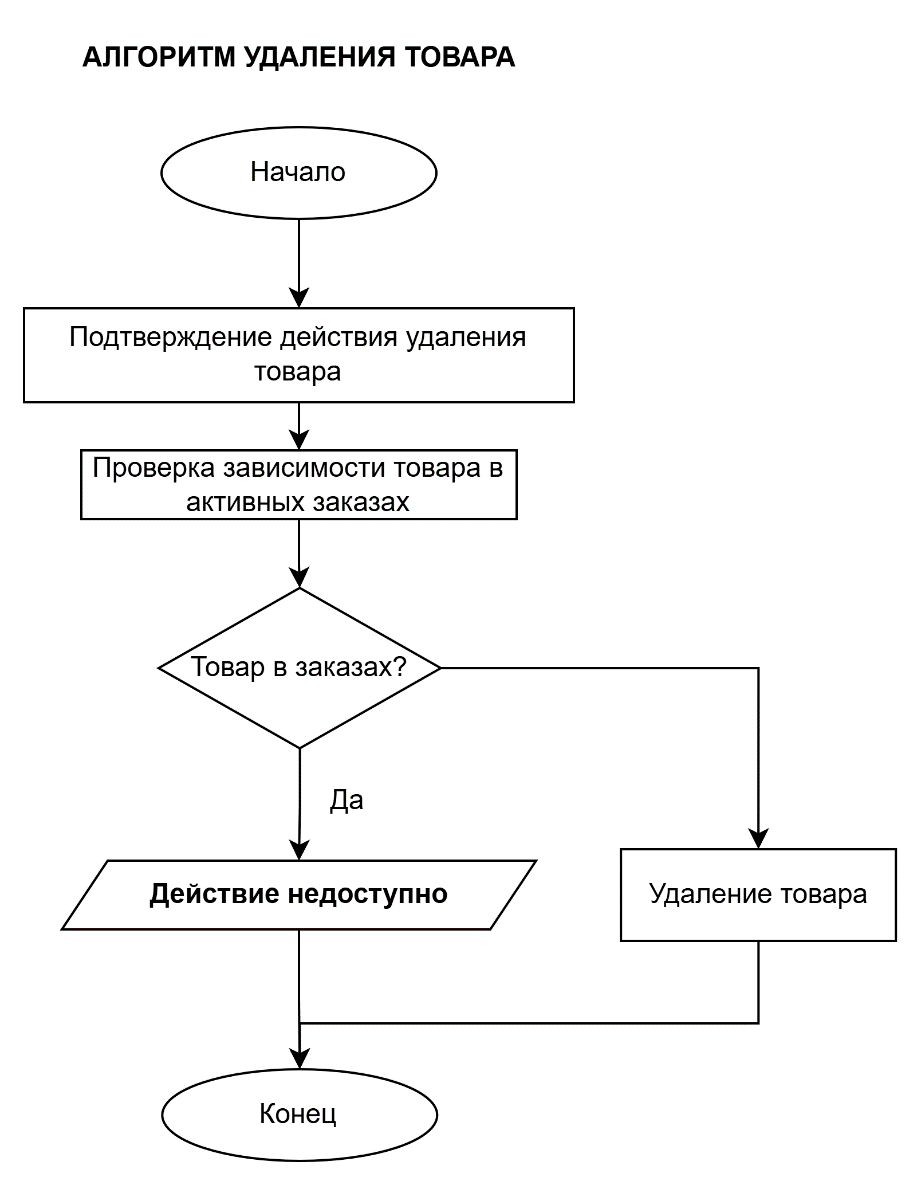 АЛГОРИТМ УДАЛЕНИЯ ТОВАРА
Начало
Подтверждение действия удаления
товара
Проверка зависимости товара в
активных заказах
Товар в заказах?
Да
Действие недоступно
Удаление товара
Конец